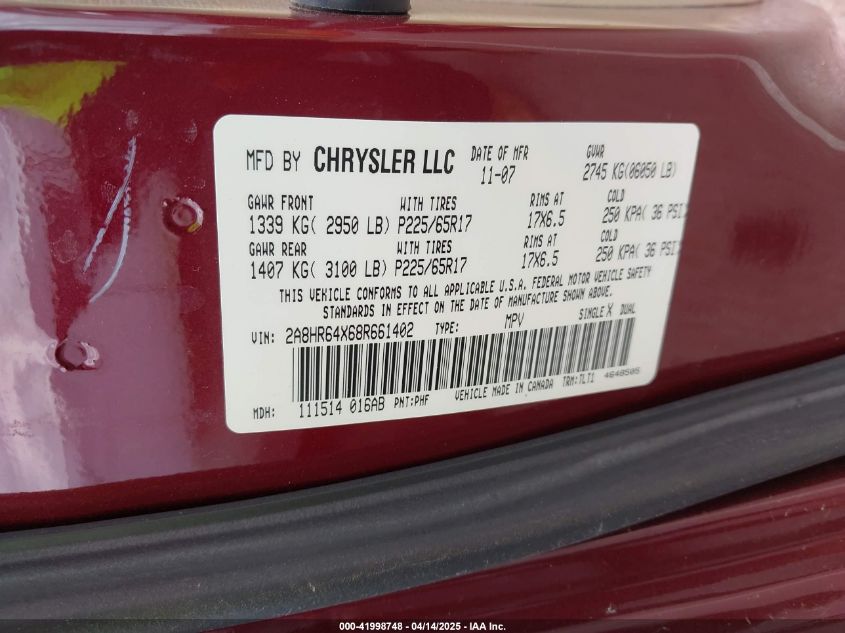 MFD BY CHRYSLER LLC DATE OF MFR GVWR
11-07 2745 KG(06050 LB)
GAWR FRONT WITH TIRES RIMS AT COLD
1339 KG( 2950 LB) P225/65R17 17X6.5 250 KPA( 36 PSI)
GAWR REAR WITH TIRES RIMS AT COLD
1407 KG( 3100 LB) P225/65R17 17X6.5 250 KPA( 36 PSI)
THIS VEHICLE CONFORMS TO ALL APPLICABLE U.S.A. FEDERAL MOTOR VEHICLE SAFETY
STANDARDS IN EFFECT ON THE DATE OF MANUFACTURE SHOWN ABOVE.
VIN: 2A8HR64X68R661402 TYPE: MPV SINGLE X DUAL
MDH: 111514 016AB PNT:PHF VEHICLE MADE IN CANADA TRM:TLT1 4648505
000-41998748 - 04/14/2025 - IAA Inc.